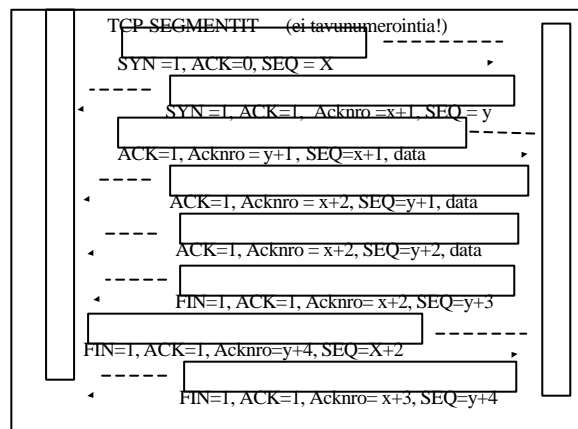 TCP-SEGMENTIT (ei tavunumerointia!)
SYN =1, ACK=0, SEQ = X
SYN =1, ACK=1, Acknro =x+1, SEQ = y
ACK=1, Acknro = y+1, SEQ=x+1, data
ACK=1, Acknro = x+2, SEQ=y+1, data
ACK=1, Acknro = x+2, SEQ=y+2, data
FIN=1, ACK=1, Acknro= x+2, SEQ=y+3
FIN=1, ACK=1, Acknro=y+4, SEQ=X+2
FIN=1, ACK=1, Acknro= x+3, SEQ=y+4